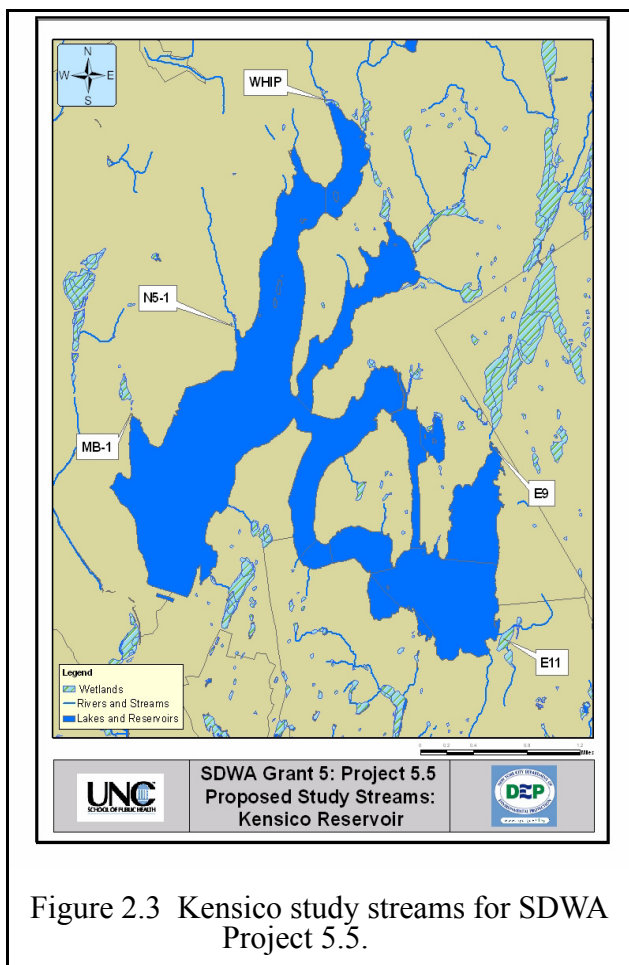 N
W E
S
WHIP
N5-1
MB-1
E9
E11
Legend
Wetlands
Rivers and Streams
Lakes and Reservoirs
UNC
SCHOOL OF PUBLIC HEALTH
SDWA Grant 5: Project 5.5
Proposed Study Streams:
Kensico Reservoir
DEP
Figure 2.3 Kensico study streams for SDWA
Project 5.5.